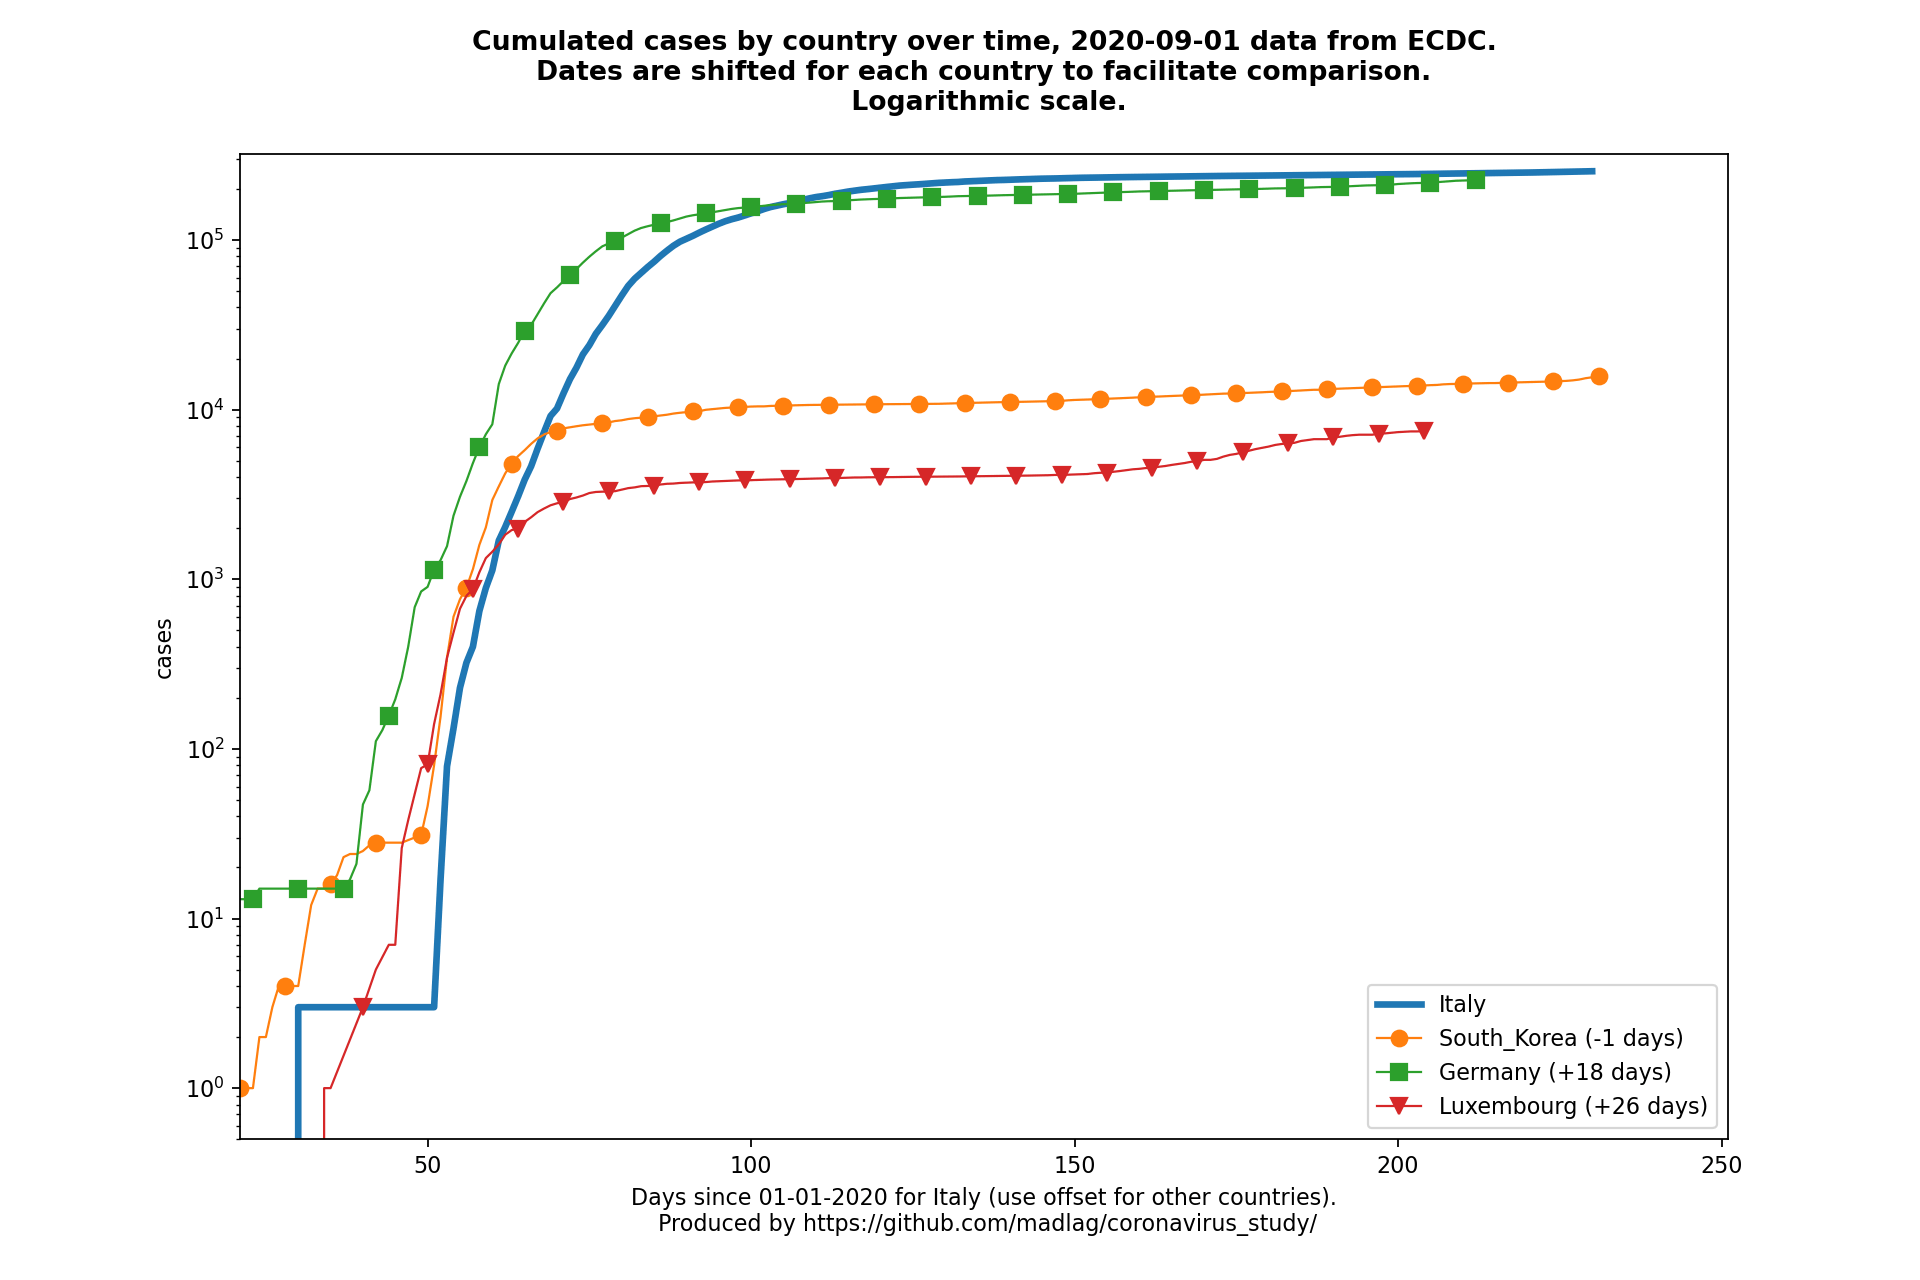 Cumulated cases by country over time, 2020-09-01 data from ECDC.
Dates are shifted for each country to facilitate comparison.
Logarithmic scale.
cases
10^5
10^4
10^3
10^2
10^1
10^0
Italy
South_Korea (-1 days)
Germany (+18 days)
Luxembourg (+26 days)
50 100 150 200 250
Days since 01-01-2020 for Italy (use offset for other countries).
Produced by https://github.com/madlag/coronavirus_study/